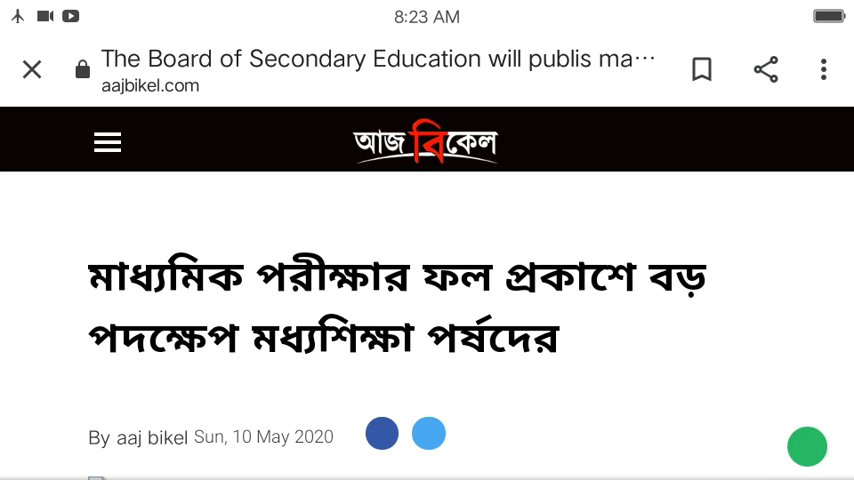 8:23 AM
The Board of Secondary Education will publis ma…
aajbikel.com
আজ বিকেল
মাধ্যমিক পরীক্ষার ফল প্রকাশে বড়
পদক্ষেপ মধ্যশিক্ষা পর্ষদের
By aaj bikel Sun, 10 May 2020